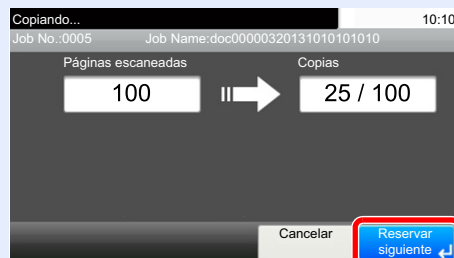 Copiando... 10:10
Job No.:0005 Job Name:doc00000320131010101010
Páginas escaneadas Copias
100 25 / 100
Cancelar Reservar
siguiente